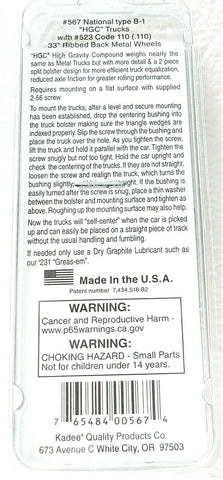 #567 National type B-1
"HGC" Trucks
with #523 Code 110 (.110)
33" Ribbed Back Metal Wheels
"HGC" High Gravity Compound weighs nearly the
same as Metal Trucks but with more detail & a 2 piece
split bolster design for more efficient truck equalization,
reduced axle friction for greater rolling performance.
Requires mounting on a flat surface with supplied
2-56 screw.
To mount the trucks, after a level and secure mounting
has been established, drop the centering bushing into
the truck bolster making sure the triangle wedges are
indexed properly. Slip the screw through the bushing and
place the truck over the hole. As you tighten the screw,
lift the truck and hold it parallel with the car. Tighten the
screw snugly but not too tight. Hold the car upright and
check the centering of the trucks. If they are not straight,
loosen the screw and realign the truck, which turns the
bushing slightly, right. If the bushing is
easily turned after the screw is snug, place a thin washer
between the bolster and mounting surface and tighten as
above. Roughing up the mounting surface may also help.
Now the trucks will "self-center" when the car is picked
up and can easily be placed on a straight piece of track
without the usual handling and fumbling.
If needed only use a Dry Graphite Lubricant such as
our "231 "Greas-em".
Made in the U.S.A.
Patent number 7,434,518 B2
WARNING:
Cancer and Reproductive Harm -
www.p65warnings.ca.gov
WARNING:
CHOKING HAZARD - Small Parts
Not for children under 14 years.
7 65484 00567 4
Kadee® Quality Products Co.
673 Avenue C White City, OR 97503